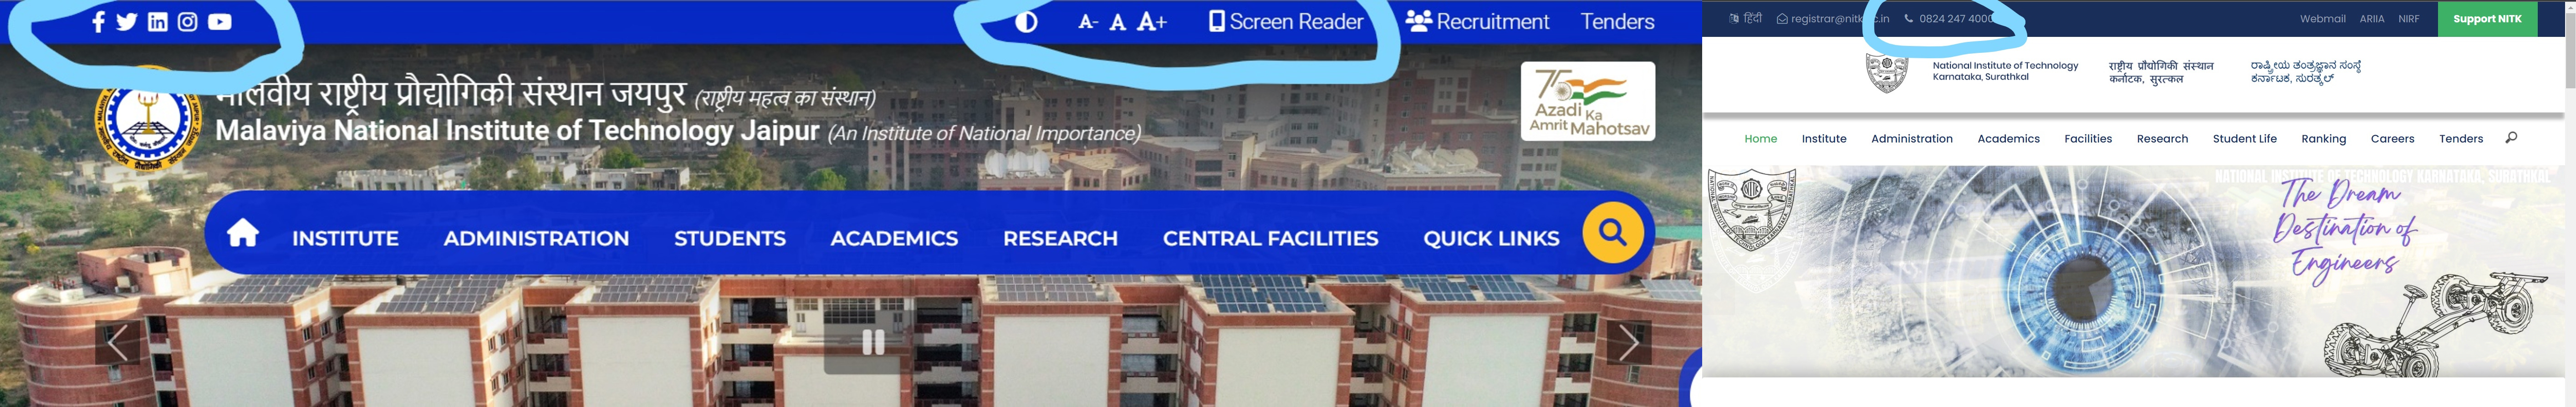 A- A A+ Screen Reader Recruitment Tenders
मालवीय राष्ट्रीय प्रौद्योगिकी संस्थान जयपुर (राष्ट्रीय महत्व का संस्थान)
Malaviya National Institute of Technology Jaipur (An Institute of National Importance)
75
Azadi Ka
Amrit Mahotsav
INSTITUTE ADMINISTRATION STUDENTS ACADEMICS RESEARCH CENTRAL FACILITIES QUICK LINKS
हिंदी registrar@nitk.ac.in 0824 247 4000 Webmail ARIIA NIRF Support NITK
National Institute of Technology
Karnataka, Surathkal
राष्ट्रीय प्रौद्योगिकी संस्थान
कर्नाटक, सुरत्कल
ರಾಷ್ಟ್ರೀಯ ತಂತ್ರಜ್ಞಾನ ಸಂಸ್ಥೆ
ಕರ್ನಾಟಕ, ಸುರತ್ಕಲ್
Home Institute Administration Academics Facilities Research Student Life Ranking Careers Tenders
NATIONAL INSTITUTE OF TECHNOLOGY KARNATAKA, SURATHKAL
The Dream
Destination of
Engineers